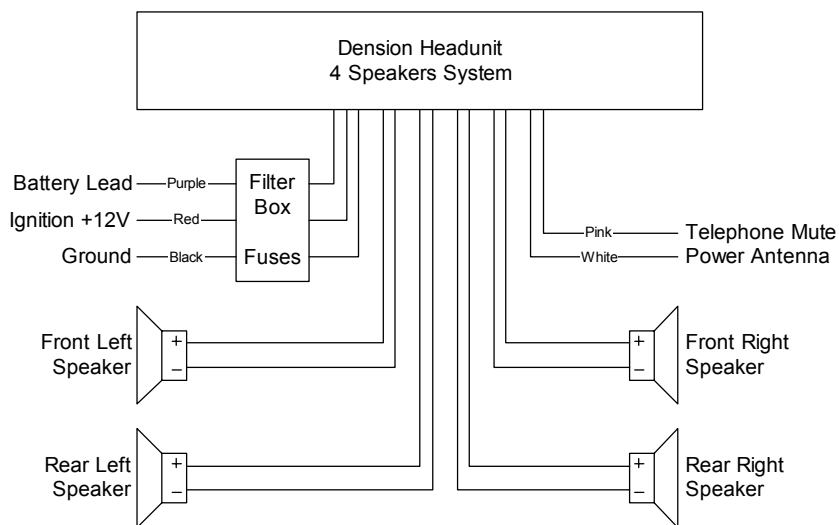 Dension Headunit
4 Speakers System
Battery Lead
Purple
Filter
Box
Ignition +12V
Red
Ground
Black
Fuses
Pink
Telephone Mute
White
Power Antenna
Front Left
Speaker
+
–
+
–
Front Right
Speaker
Rear Left
Speaker
+
–
+
–
Rear Right
Speaker